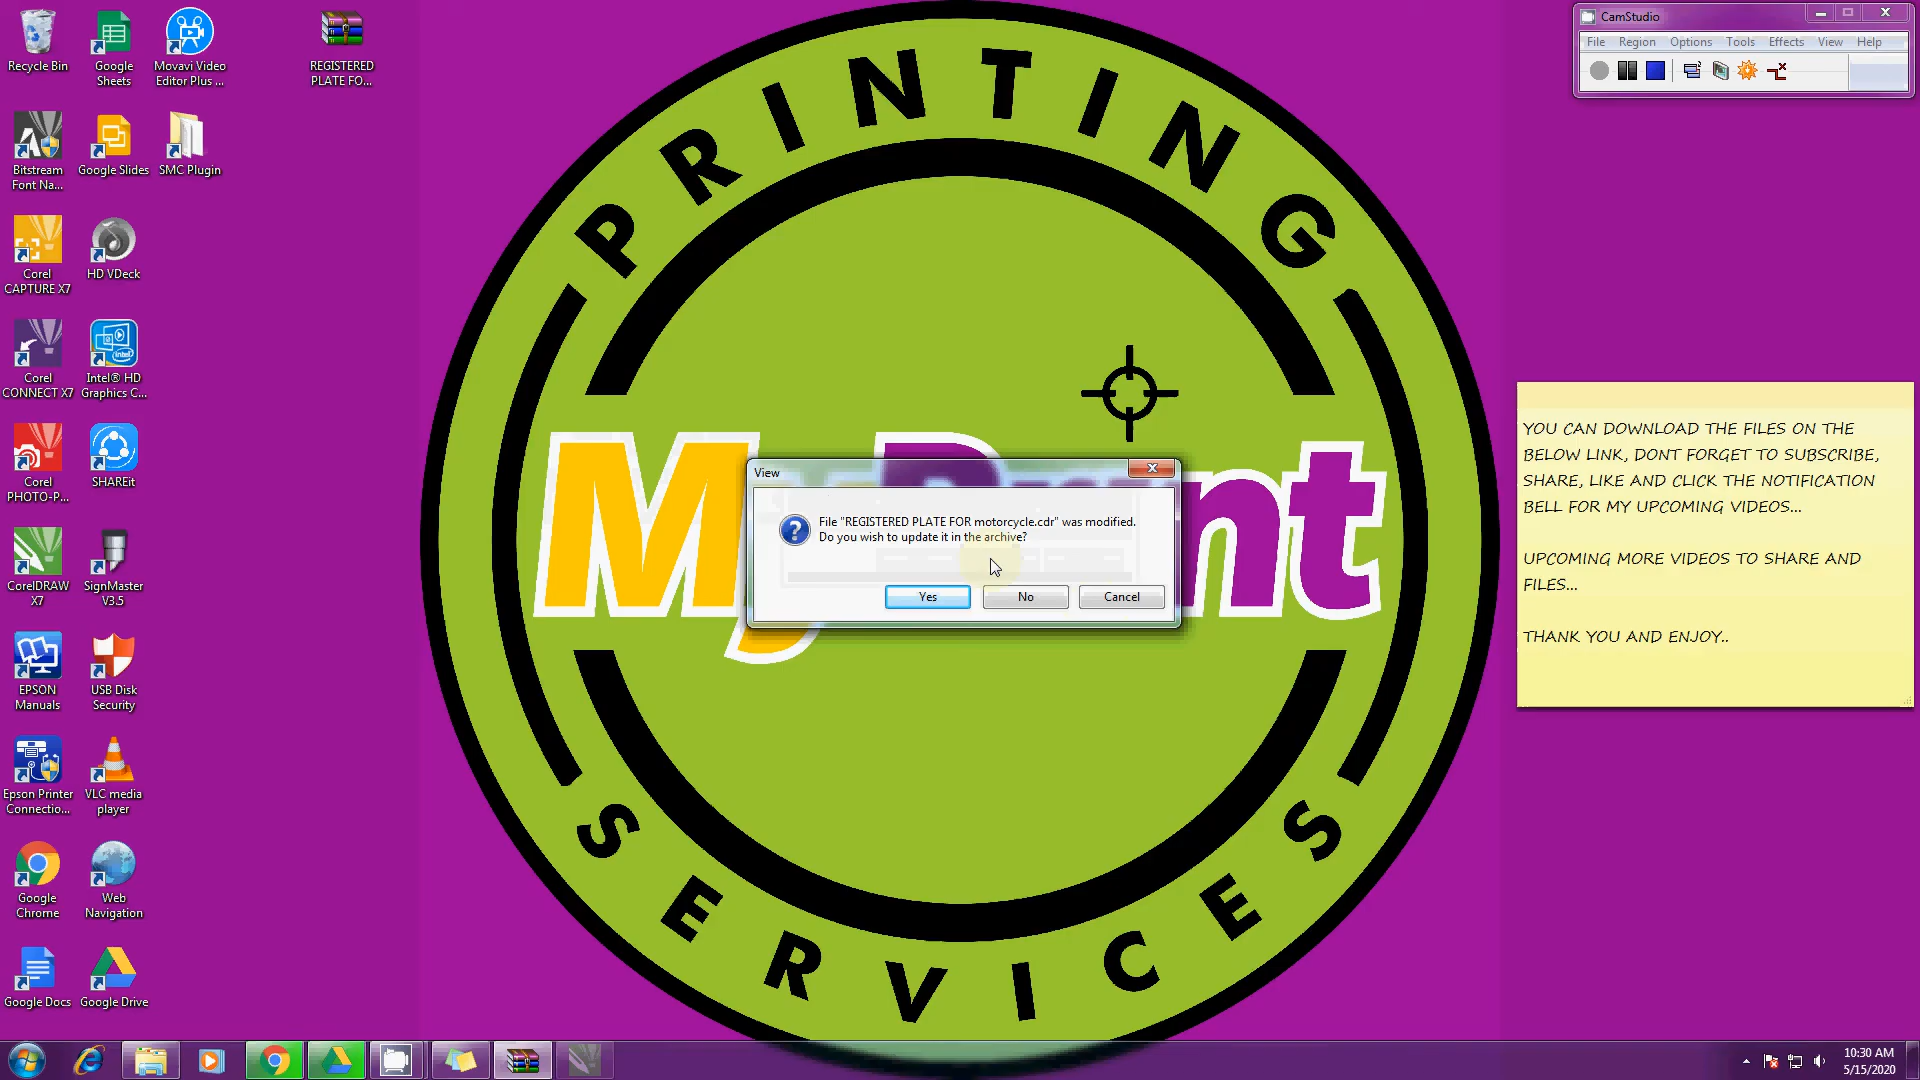 Recycle Bin
Google
Sheets
Movavi Video
Editor Plus ...
REGISTERED
PLATE FO...
Bitstream
Font Na...
Google Slides
SMC Plugin
Corel
CAPTURE X7
HD VDeck
Corel
CONNECT X7
Intel® HD
Graphics C...
Corel
PHOTO-P...
SHAREit
CorelDRAW
X7
SignMaster
V3.5
EPSON
Manuals
USB Disk
Security
Epson Printer
Connectio...
VLC media
player
Google
Chrome
Web
Navigation
Google Docs
Google Drive
PRINTING
SERVICES
View
File "REGISTERED PLATE FOR motorcycle.cdr" was modified.
Do you wish to update it in the archive?
Yes
No
Cancel
CamStudio
File Region Options Tools Effects View Help
YOU CAN DOWNLOAD THE FILES ON THE
BELOW LINK, DONT FORGET TO SUBSCRIBE,
SHARE, LIKE AND CLICK THE NOTIFICATION
BELL FOR MY UPCOMING VIDEOS...
UPCOMING MORE VIDEOS TO SHARE AND
FILES...
THANK YOU AND ENJOY..
10:30 AM
5/15/2020